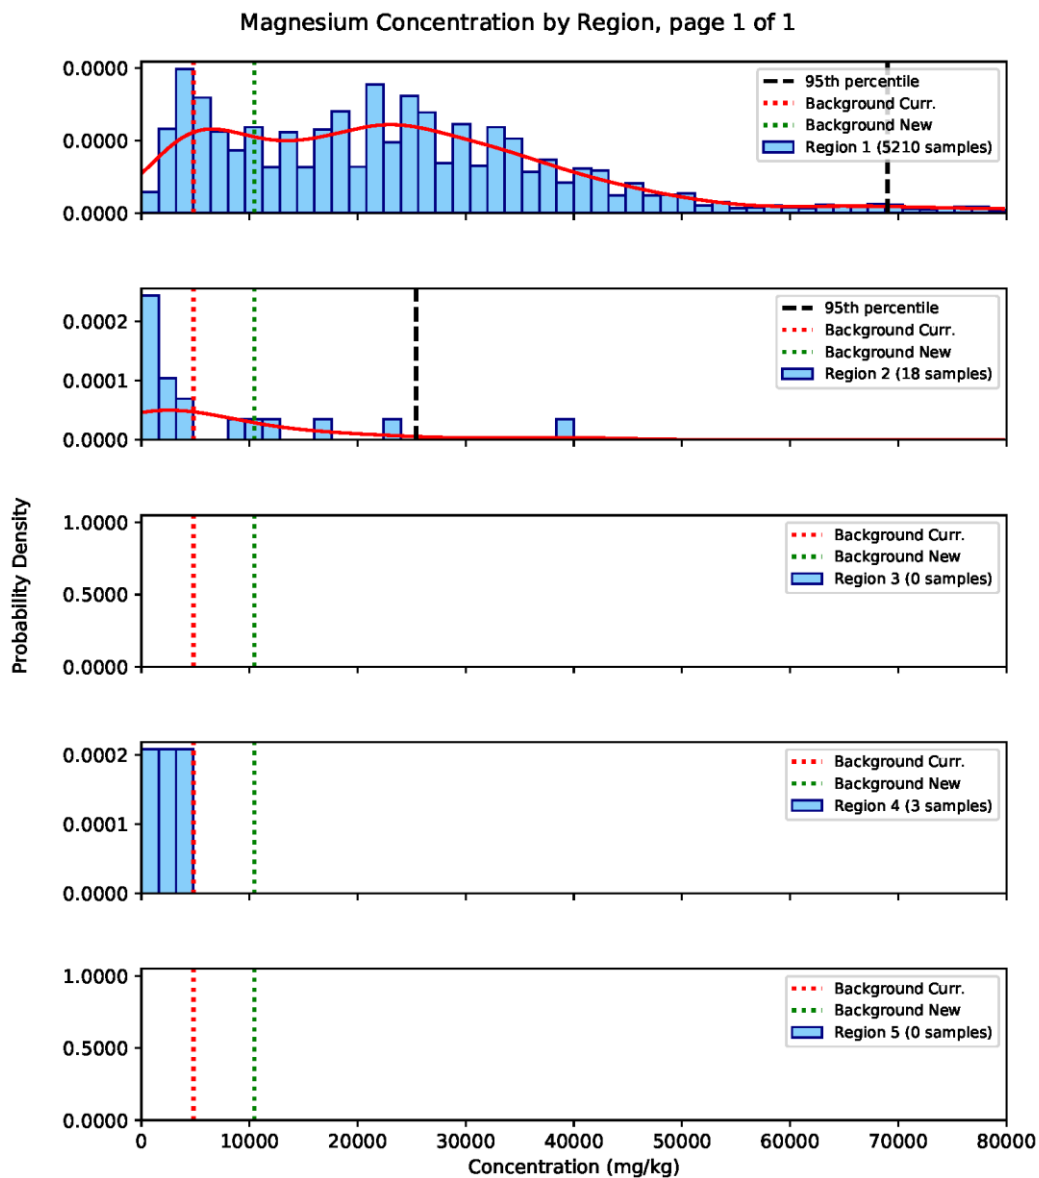 Magnesium Concentration by Region, page 1 of 1
0.0000
0.0000
0.0000
95th percentile
Background Curr.
Background New
Region 1 (5210 samples)
0.0002
0.0001
0.0000
95th percentile
Background Curr.
Background New
Region 2 (18 samples)
Probability Density
1.0000
0.5000
0.0000
Background Curr.
Background New
Region 3 (0 samples)
0.0002
0.0001
0.0000
Background Curr.
Background New
Region 4 (3 samples)
1.0000
0.5000
0.0000
Background Curr.
Background New
Region 5 (0 samples)
0 10000 20000 30000 40000 50000 60000 70000 80000
Concentration (mg/kg)